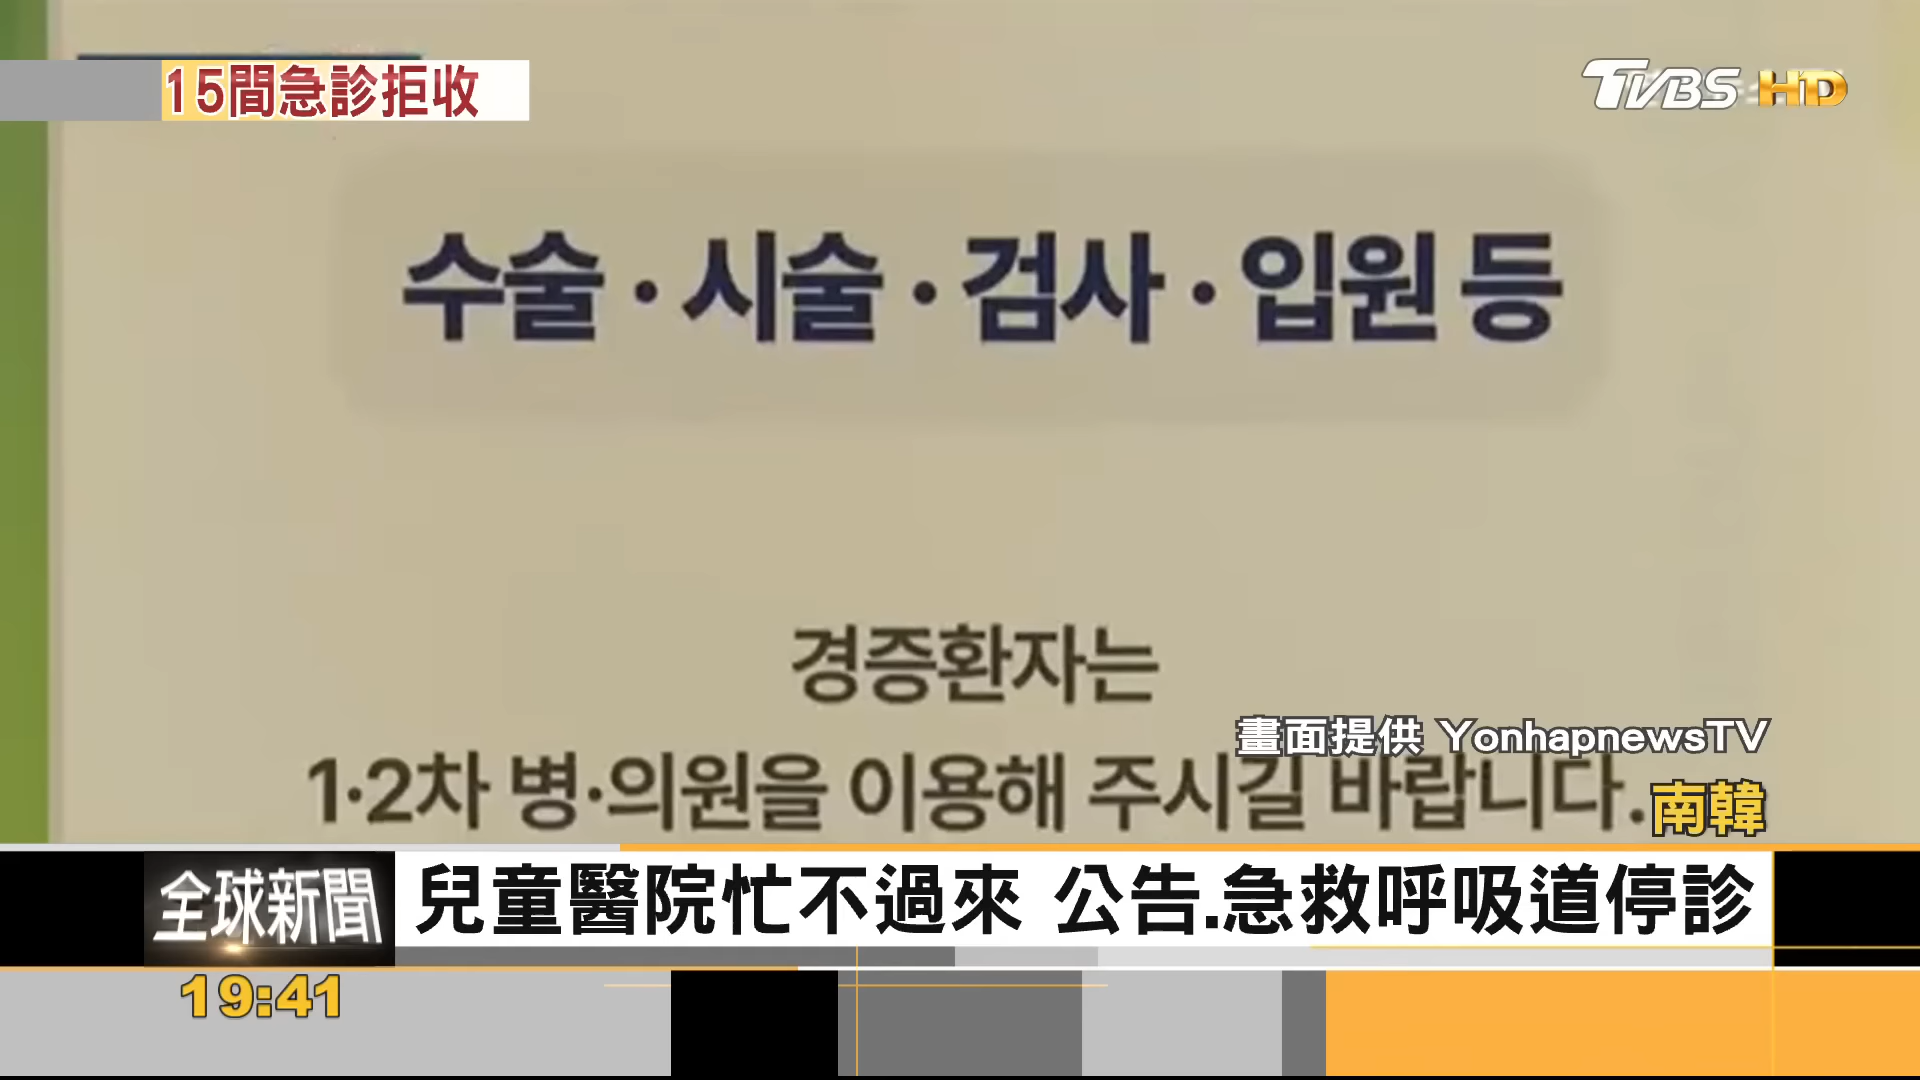 15間急診拒收
TVBS HD
수술·시술·검사·입원 등
경증환자는
1·2차 병·의원을 이용해 주시길 바랍니다.
畫面提供 YonhapnewsTV
南韓
全球新聞
兒童醫院忙不過來 公告.急救呼吸道停診
19:41